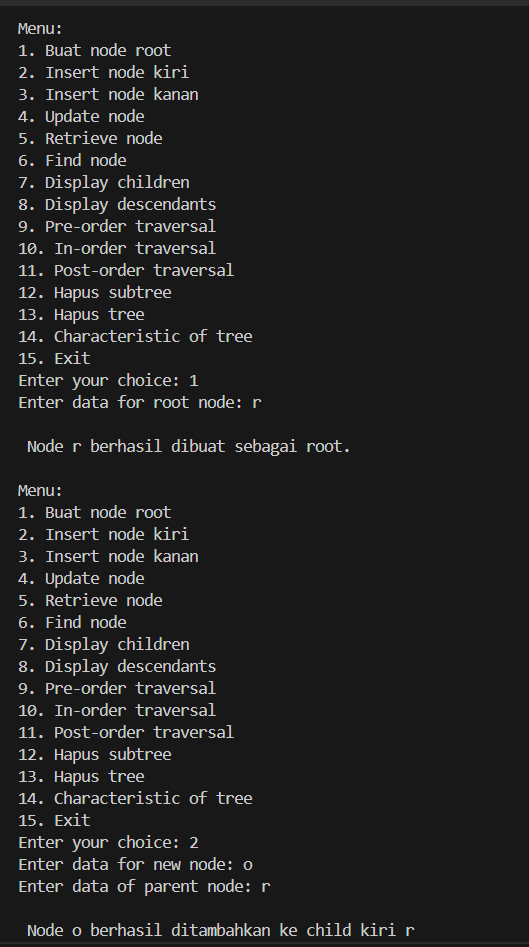 Menu:
1. Buat node root
2. Insert node kiri
3. Insert node kanan
4. Update node
5. Retrieve node
6. Find node
7. Display children
8. Display descendants
9. Pre-order traversal
10. In-order traversal
11. Post-order traversal
12. Hapus subtree
13. Hapus tree
14. Characteristic of tree
15. Exit
Enter your choice: 1
Enter data for root node: r
Node r berhasil dibuat sebagai root.
Menu:
1. Buat node root
2. Insert node kiri
3. Insert node kanan
4. Update node
5. Retrieve node
6. Find node
7. Display children
8. Display descendants
9. Pre-order traversal
10. In-order traversal
11. Post-order traversal
12. Hapus subtree
13. Hapus tree
14. Characteristic of tree
15. Exit
Enter your choice: 2
Enter data for new node: o
Enter data of parent node: r
Node o berhasil ditambahkan ke child kiri r